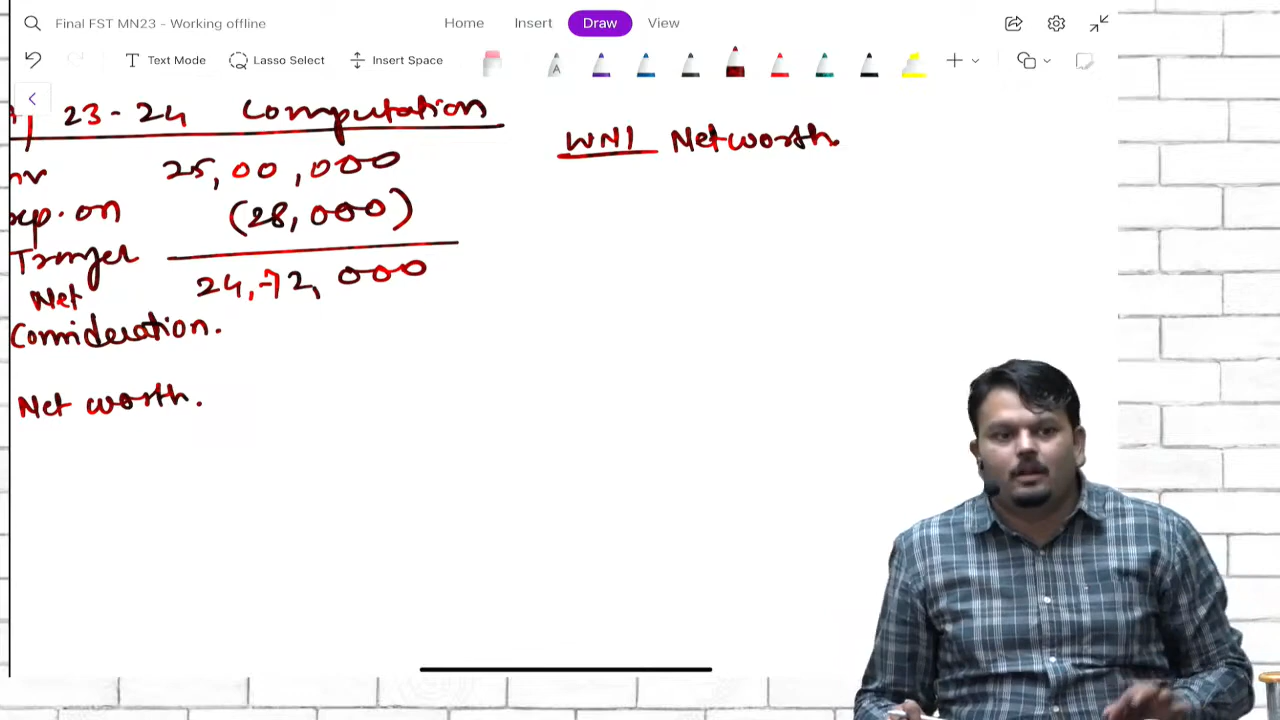 Final FST MN23 - Working offline
Home Insert Draw View
Text Mode Lasso Select Insert Space
23-24 Computation
25,00,000
on (28,000)
Transfer
24,72,000
Net
Consideration.
Net worth.
WN1 Networth.